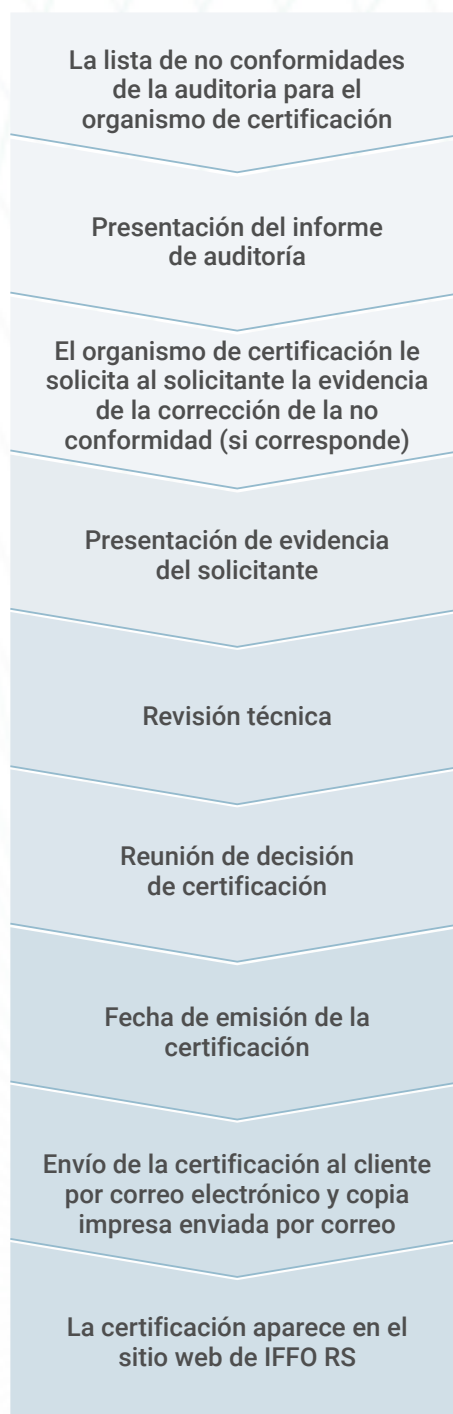 La lista de no conformidades
de la auditoria para el
organismo de certificación
Presentación del informe
de auditoría
El organismo de certificación le
solicita al solicitante la evidencia
de la corrección de la no
conformidad (si corresponde)
Presentación de evidencia
del solicitante
Revisión técnica
Reunión de decisión
de certificación
Fecha de emisión de la
certificación
Envío de la certificación al cliente
por correo electrónico y copia
impresa enviada por correo
La certificación aparece en el
sitio web de IFFO RS